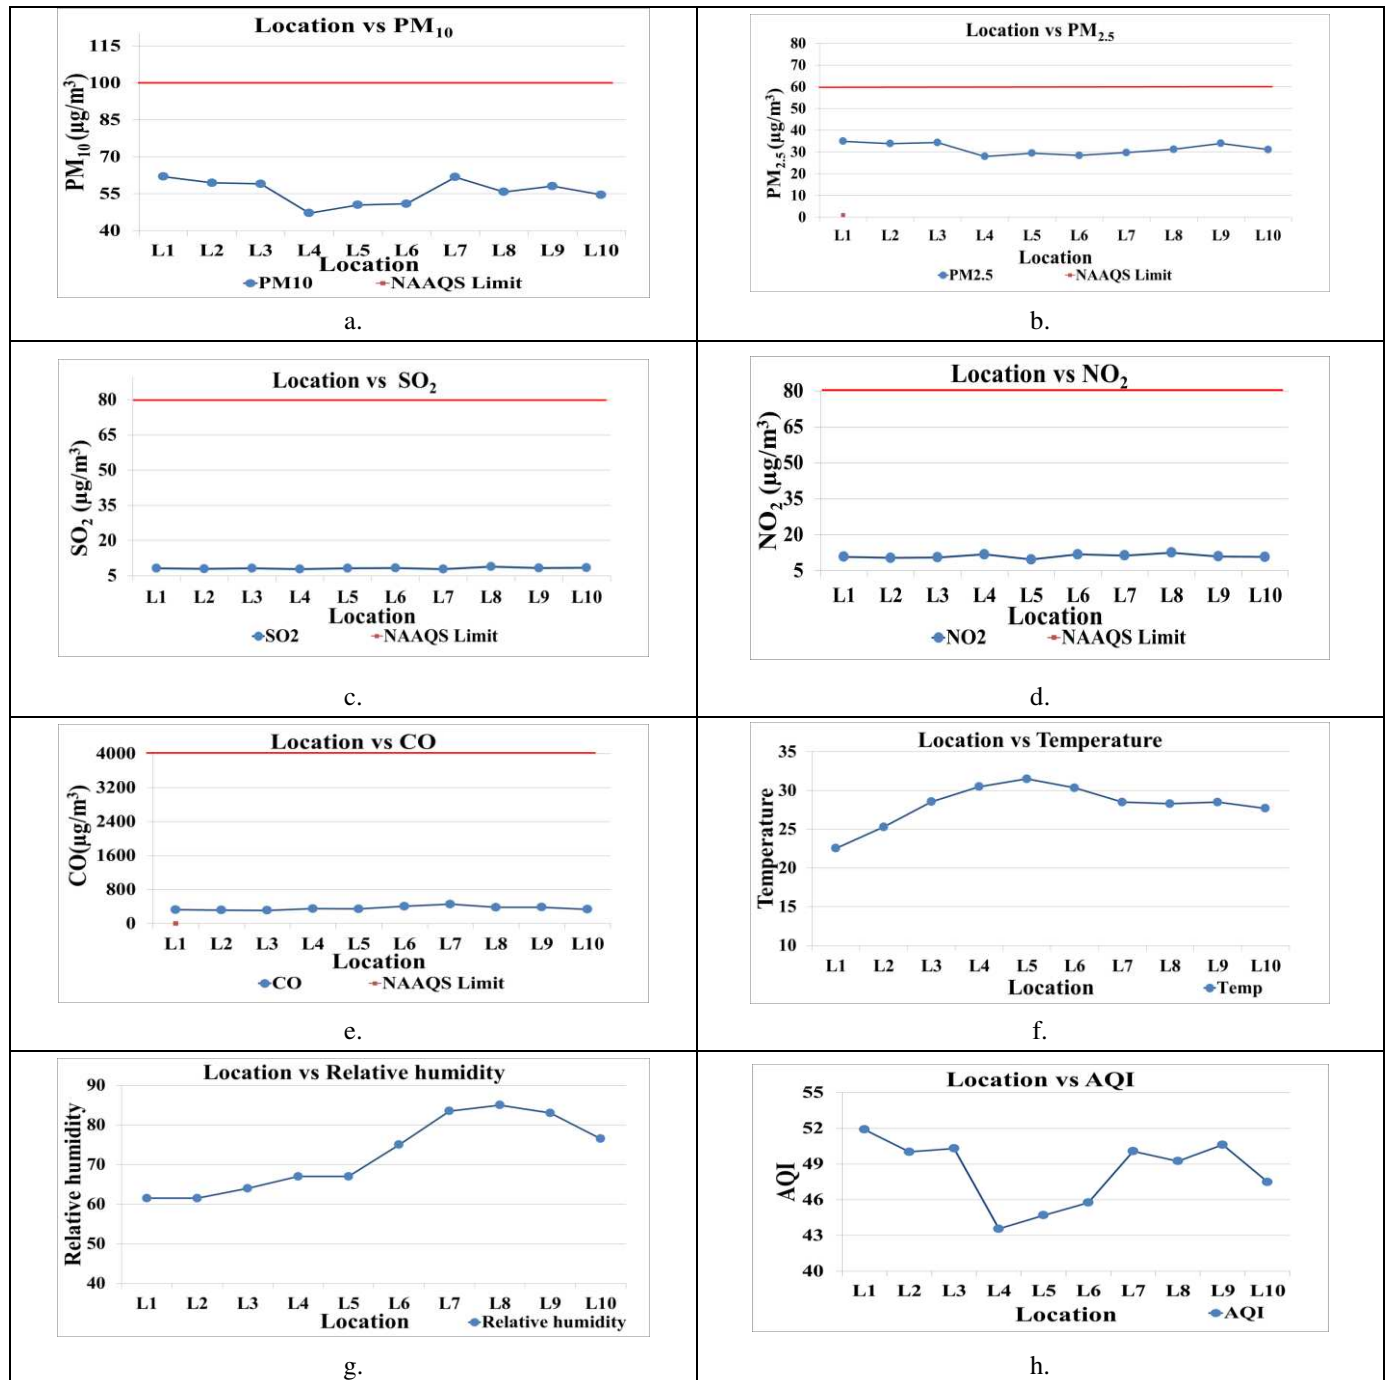 Location vs PM10
115
100
85
70
55
40
PM10 (µg/m³)
L1 L2 L3 L4 L5 L6 L7 L8 L9 L10
Location
PM10 NAAQS Limit
a.
Location vs PM2.5
80
70
60
50
40
30
20
10
0
PM2.5 (µg/m³)
L1 L2 L3 L4 L5 L6 L7 L8 L9 L10
Location
PM2.5 NAAQS Limit
b.
Location vs SO2
80
65
50
35
20
5
SO2 (µg/m³)
L1 L2 L3 L4 L5 L6 L7 L8 L9 L10
Location
SO2 NAAQS Limit
c.
Location vs NO2
80
65
50
35
20
5
NO2 (µg/m³)
L1 L2 L3 L4 L5 L6 L7 L8 L9 L10
Location
NO2 NAAQS Limit
d.
Location vs CO
4000
3200
2400
1600
800
0
CO(µg/m³)
L1 L2 L3 L4 L5 L6 L7 L8 L9 L10
Location
CO NAAQS Limit
e.
Location vs Temperature
35
30
25
20
15
10
Temperature
L1 L2 L3 L4 L5 L6 L7 L8 L9 L10
Location
Temp
f.
Location vs Relative humidity
90
80
70
60
50
40
Relative humidity
L1 L2 L3 L4 L5 L6 L7 L8 L9 L10
Location
Relative humidity
g.
Location vs AQI
55
52
49
46
43
40
AQI
L1 L2 L3 L4 L5 L6 L7 L8 L9 L10
Location
AQI
h.